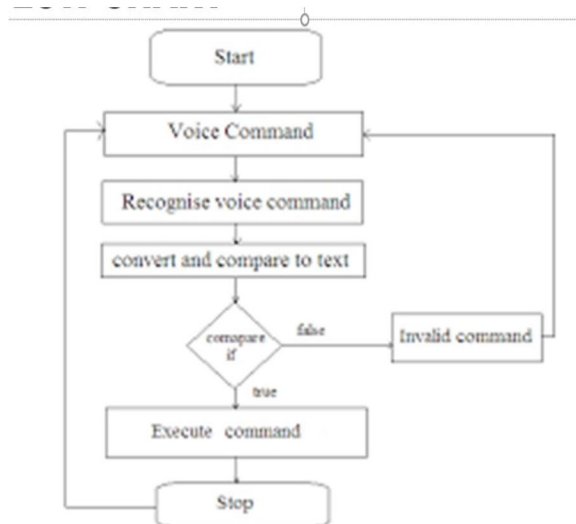 Start
Voice Command
Recognise voice command
convert and compare to text
comapare
if
false
Invalid command
true
Execute command
Stop